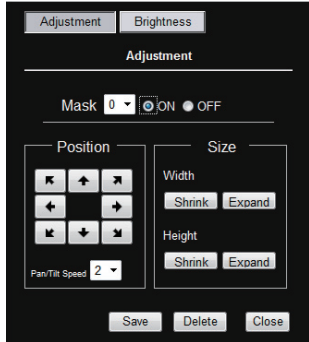 Adjustment Brightness
Adjustment
Mask 0 ON OFF
Position
Pan/Tilt Speed 2
Size
Width
Shrink Expand
Height
Shrink Expand
Save Delete Close